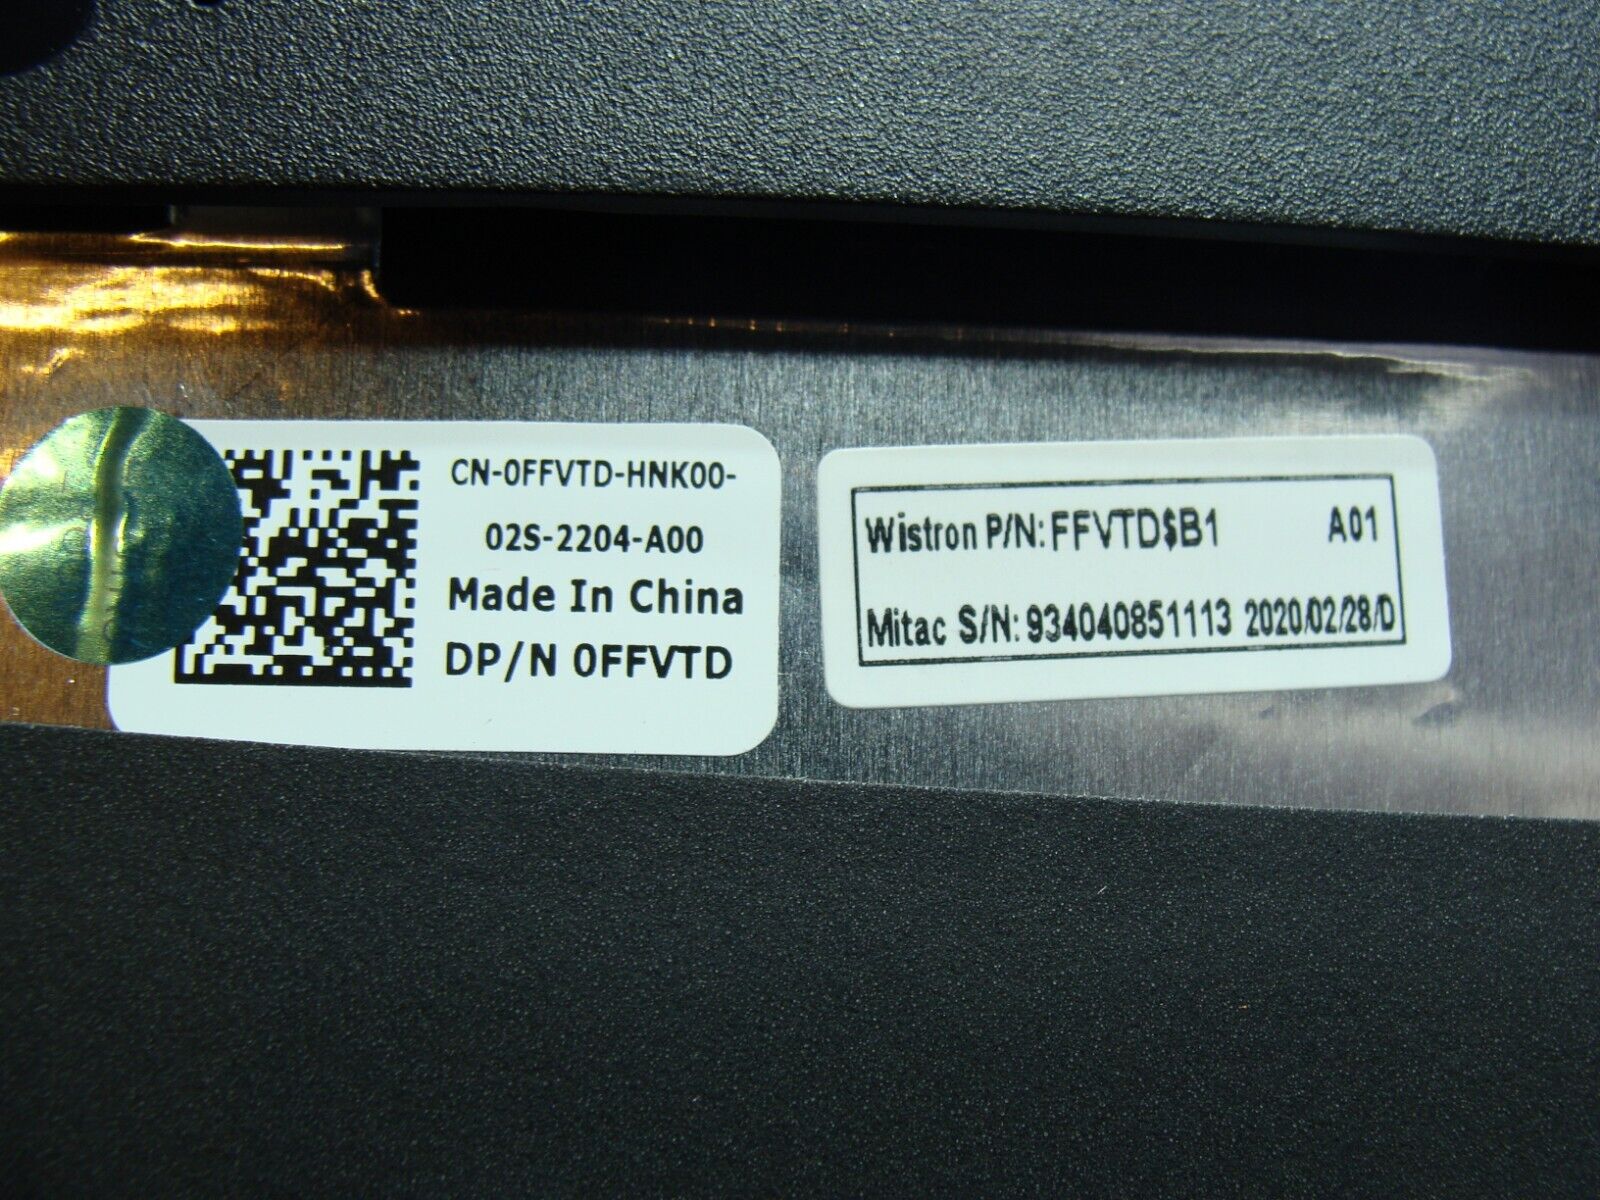 CN-0FFVTD-HNK00-
02S-2204-A00
Made In China
DP/N 0FFVTD
Wistron P/N: FFVTD$B1 A01
Mitac S/N: 934040851113 2020/02/28/D